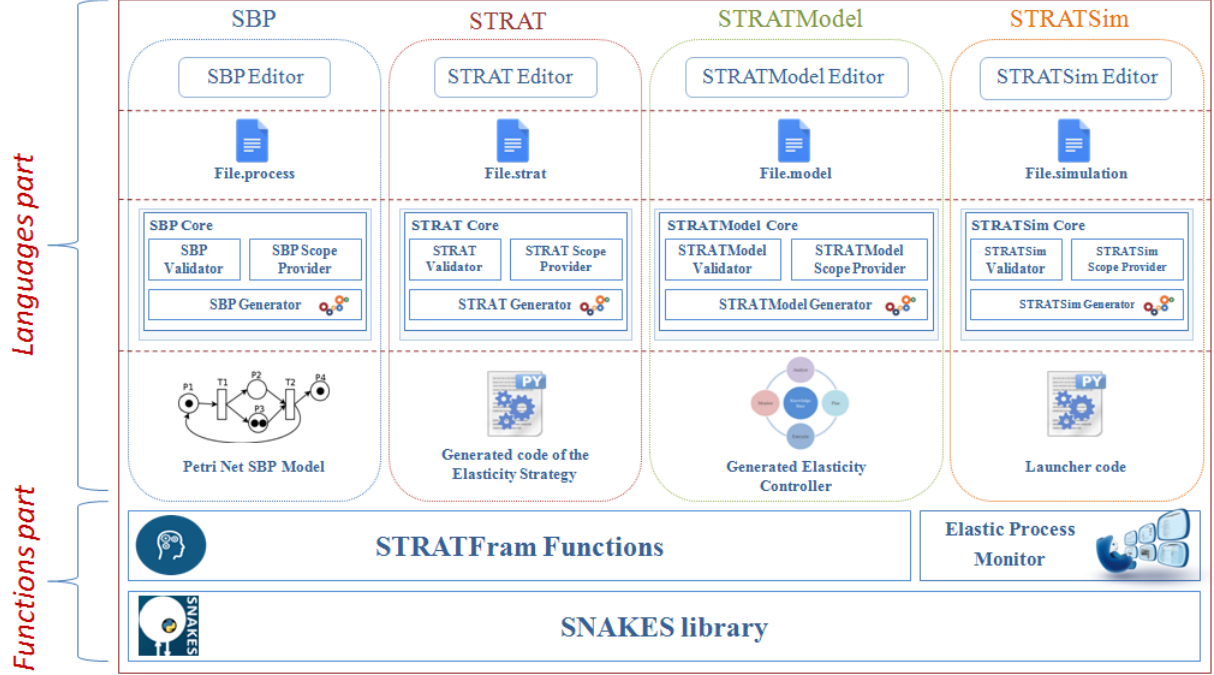 SBP
STRAT
STRATModel
STRATSim
SBP Editor
STRAT Editor
STRATModel Editor
STRATSim Editor
Languages part
File.process
File.strat
File.model
File.simulation
SBP Core
SBP
Validator
SBP Scope
Provider
SBP Generator
STRAT Core
STRAT
Validator
STRAT Scope
Provider
STRAT Generator
STRATModel Core
STRATModel
Validator
STRATModel
Scope Provider
STRATModel Generator
STRATSim Core
STRATSim
Validator
STRATSim
Scope Provider
STRATSim Generator
P1
T1
P2
P3
T2
P4
Petri Net SBP Model
PY
Generated code of the
Elasticity Strategy
Knowledge
Plan
Generated Elasticity
Controller
PY
Launcher code
Functions part
STRATFram Functions
Elastic Process
Monitor
SNAKES
SNAKES library